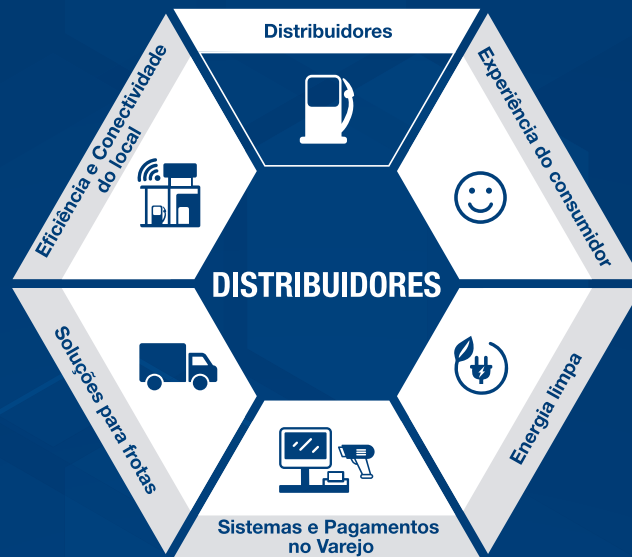 Distribuidores
Eficiência e Conectividade
do local
Experiência do consumidor
DISTRIBUIDORES
Soluções para frotas
Energia limpa
Sistemas e Pagamentos
no Varejo